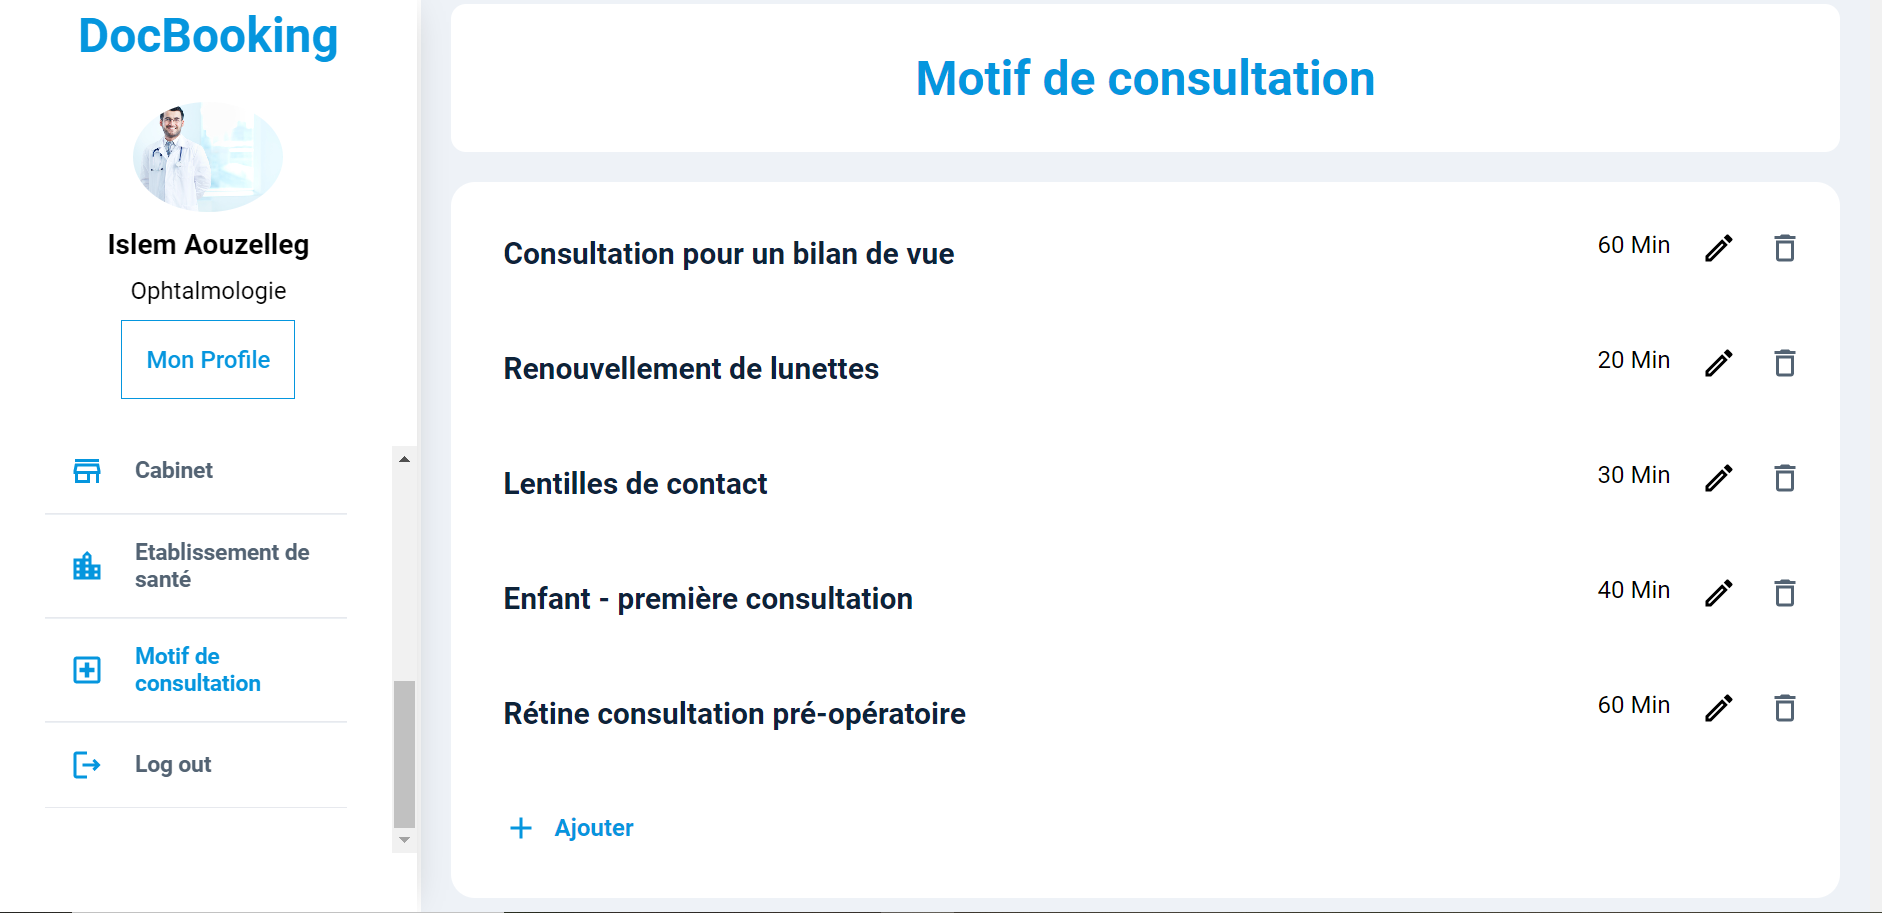 DocBooking
Islem Aouzelleg
Ophtalmologie
Mon Profile
Cabinet
Etablissement de
santé
Motif de
consultation
Log out
Motif de consultation
Consultation pour un bilan de vue
60 Min
Renouvellement de lunettes
20 Min
Lentilles de contact
30 Min
Enfant - première consultation
40 Min
Rétine consultation pré-opératoire
60 Min
Ajouter